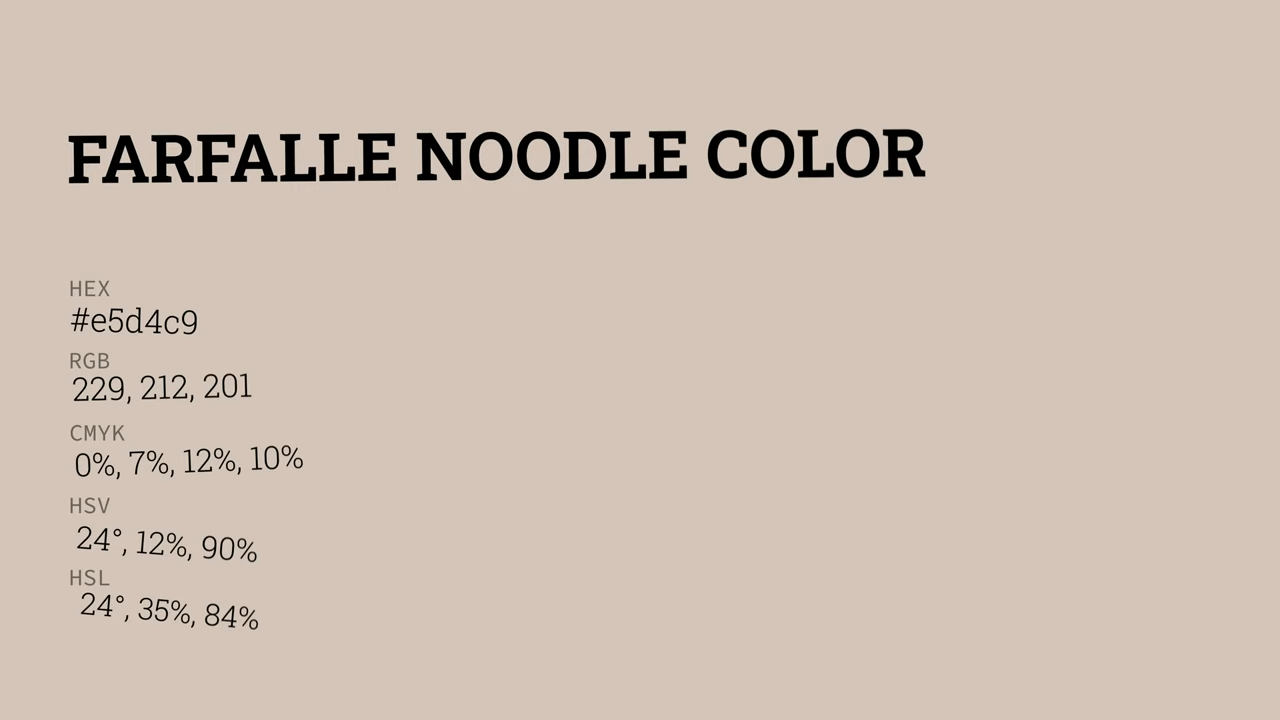 FARFALLE NOODLE COLOR
HEX
#e5d4c9
RGB
229, 212, 201
CMYK
0%, 7%, 12%, 10%
HSV
24°, 12%, 90%
HSL
24°, 35%, 84%